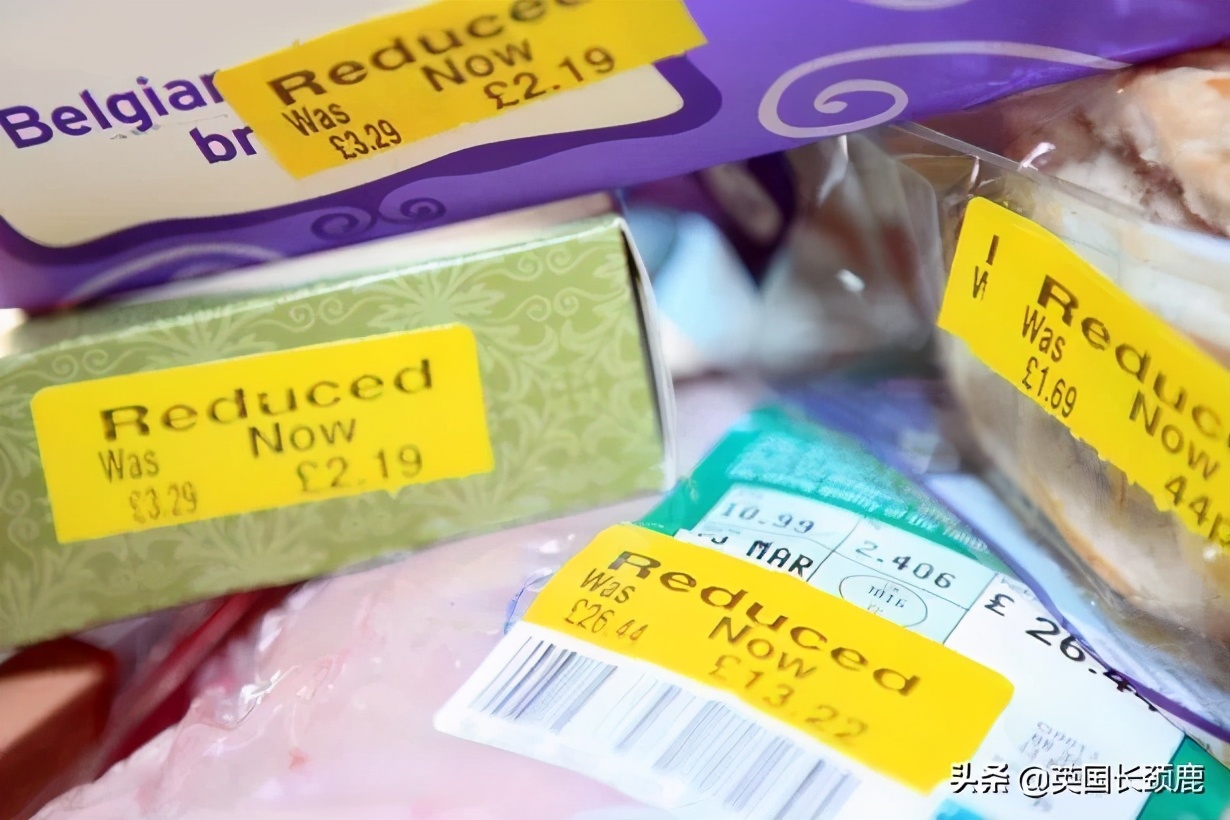 Belgian
br
Reduced
Now
Was
£2.19
£3.29
Reduced
Now
Was
£2.19
£3.29
Reduced
Was
Now
£1.69
44p
10.99
MAR
2.406
£ 26.4
Reduced
Was
Now
£26.44
£13.22
头条 @英国长颈鹿